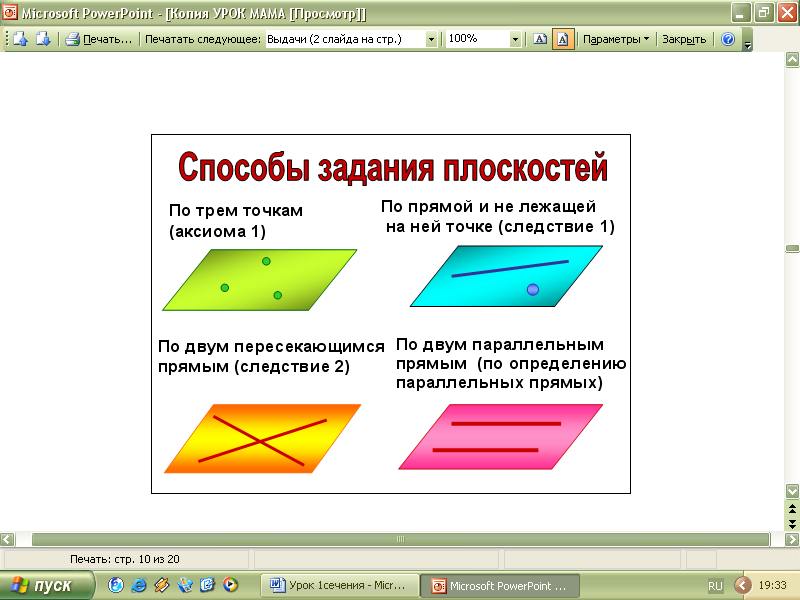 Microsoft PowerPoint - [Копия УРОК МАМА [Просмотр]]
Печать... Печатать следующее: Выдачи (2 слайда на стр.) 100% Параметры Закрыть
Способы задания плоскостей
По трем точкам
(аксиома 1)
По прямой и не лежащей
на ней точке (следствие 1)
По двум пересекающимся
прямым (следствие 2)
По двум параллельным
прямым (по определению
параллельных прямых)
Печать: стр. 10 из 20
пуск
Урок 1сечения - Micr...
Microsoft PowerPoint ...
RU
19:33